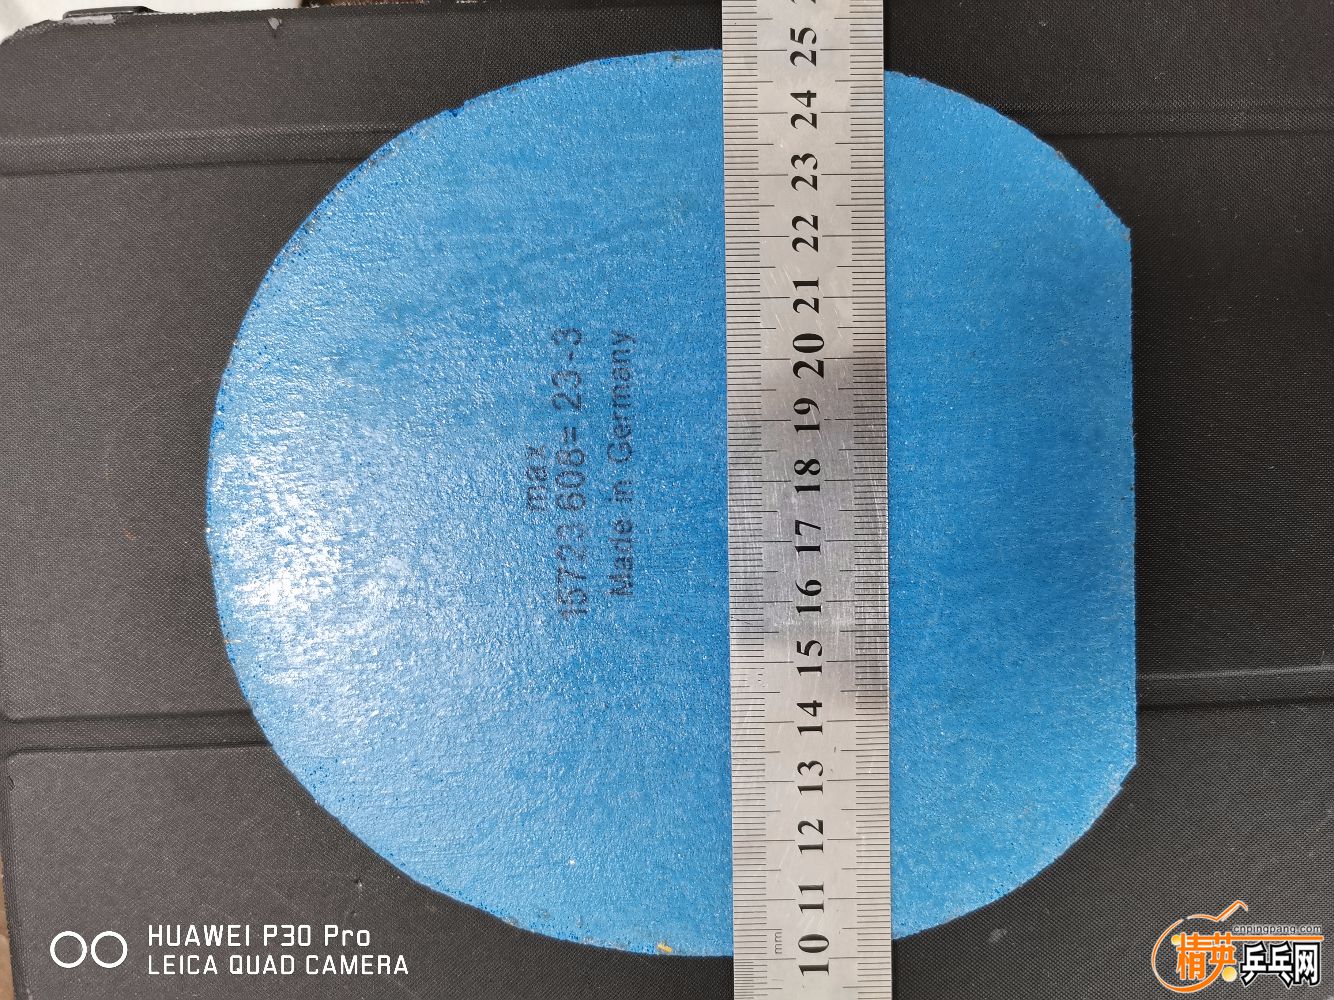 max
15723 608= 23-3
Made in Germany
25
24
23
22
21
20
19
18
17
16
15
14
13
12
11
10
mm
HUAWEI P30 Pro
LEICA QUAD CAMERA
cnpingpang.com
精英乒乓网